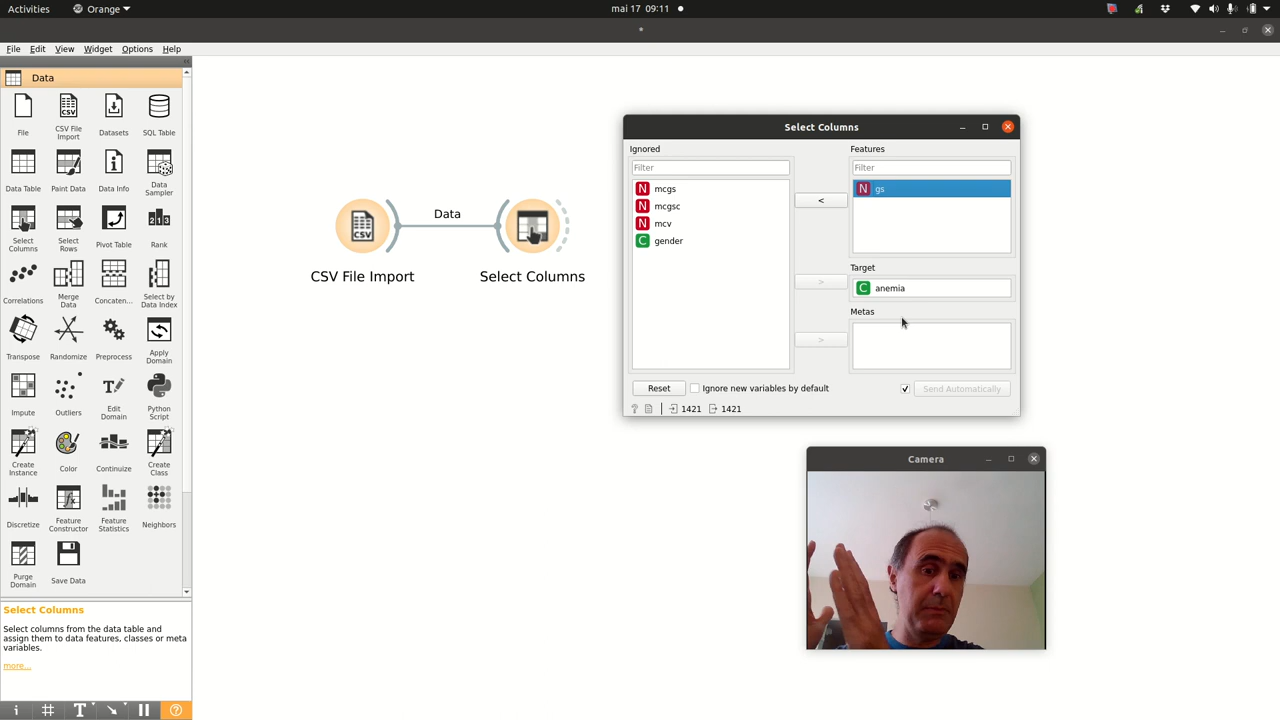 Activities
Orange
mai 17 09:11
File Edit View Widget Options Help
Data
File
CSV File Import
Datasets
SQL Table
Data Table
Paint Data
Data Info
Data Sampler
Select Columns
Select Rows
Pivot Table
Rank
Correlations
Merge Data
Concaten...
Select by Data Index
Transpose
Randomize
Preprocess
Apply Domain
Impute
Outliers
Edit Domain
Python Script
Create Instance
Color
Continuize
Create Class
Discretize
Feature Constructor
Feature Statistics
Neighbors
Purge Domain
Save Data
Select Columns
Select columns from the data table and
assign them to data features, classes or meta
variables.
more...
Data
CSV File Import
Select Columns
Select Columns
Ignored
Filter
N mcgs
N mcgsc
N mcv
C gender
<
>
>
Features
Filter
N gs
Target
C anemia
Metas
Reset
Ignore new variables by default
Send Automatically
? 1421 1421
Camera